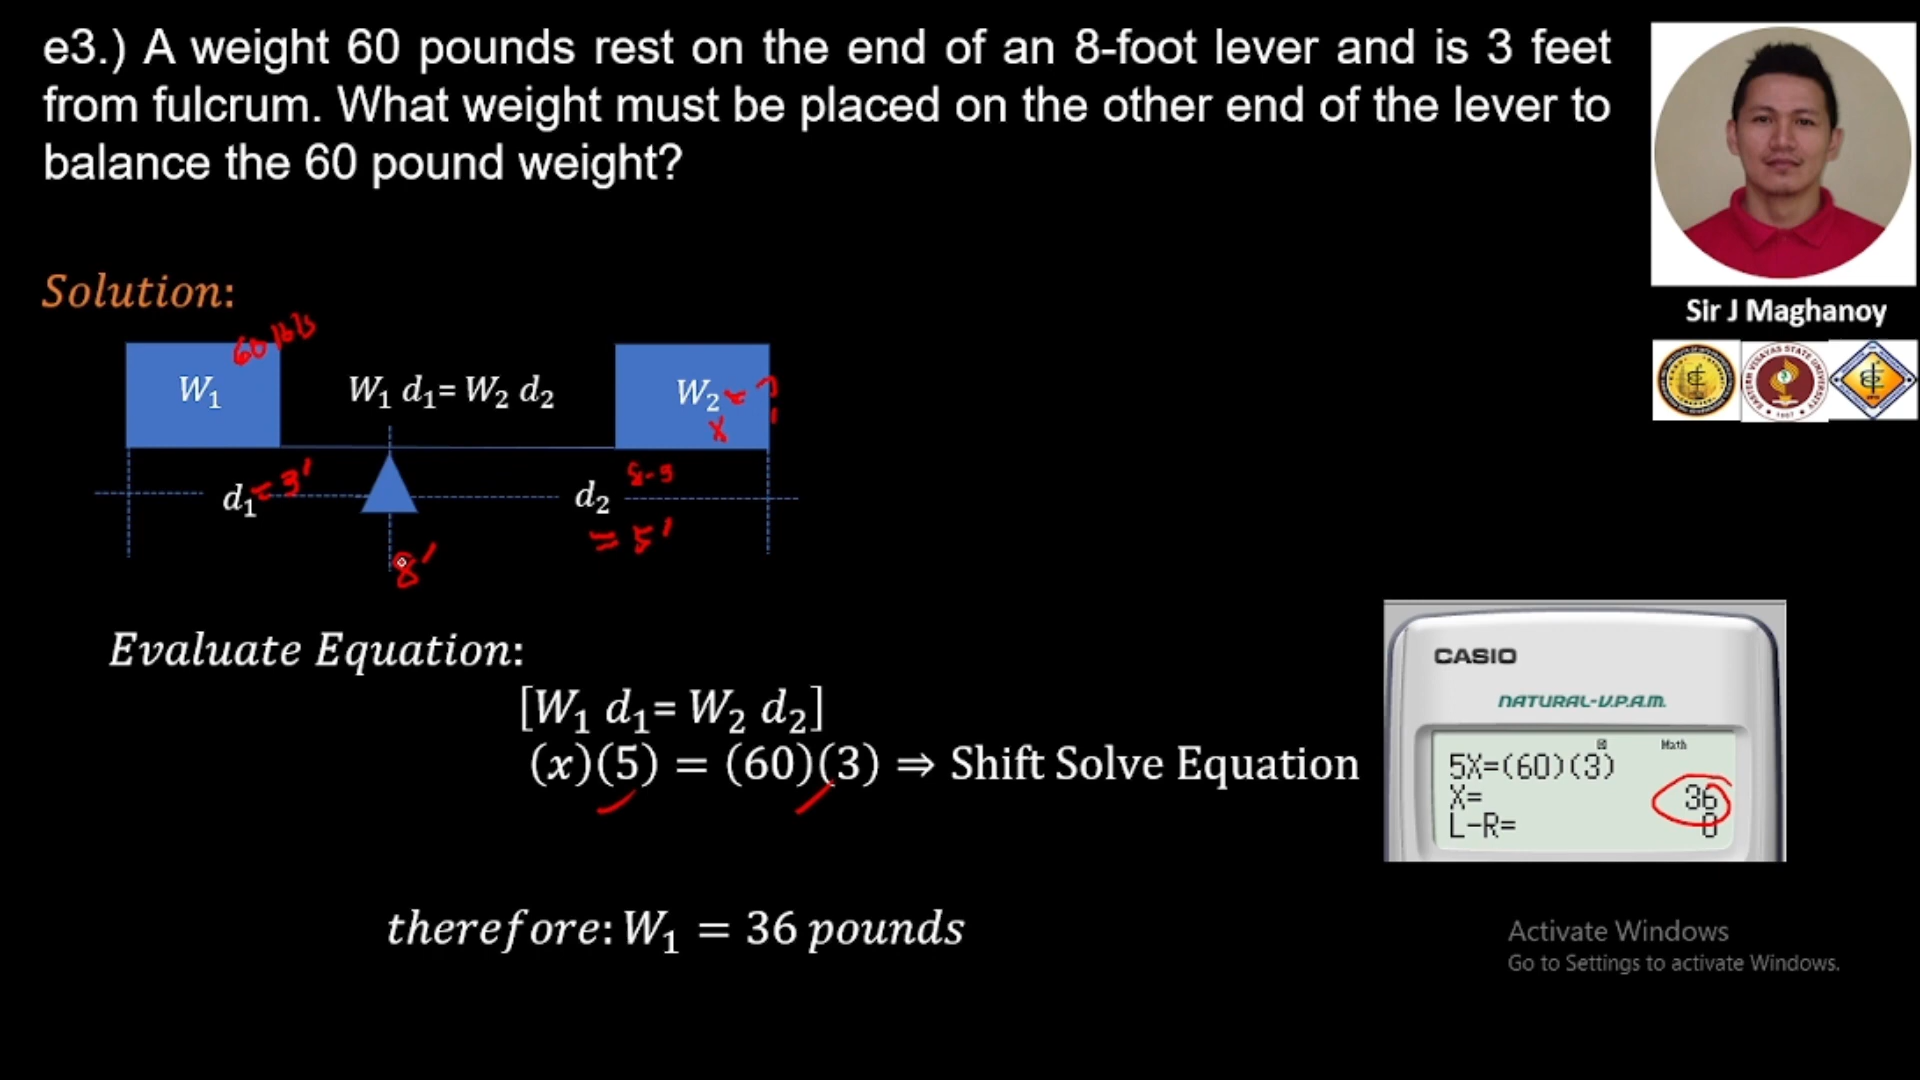 e3.) A weight 60 pounds rest on the end of an 8-foot lever and is 3 feet
from fulcrum. What weight must be placed on the other end of the lever to
balance the 60 pound weight?
Sir J Maghanoy
Solution:
60 lbs
W₁
W₁ d₁= W₂ d₂
W₂ = ?
x
d₁ = 3'
d₂
8-3
= 5'
8'
Evaluate Equation:
[W₁ d₁= W₂ d₂]
(x)(5) = (60)(3) ⇒ Shift Solve Equation
CASIO
NATURAL-V.P.A.M.
Math
5X=(60)(3)
X= 36
L-R= 0
therefore: W₁ = 36 pounds
Activate Windows
Go to Settings to activate Windows.